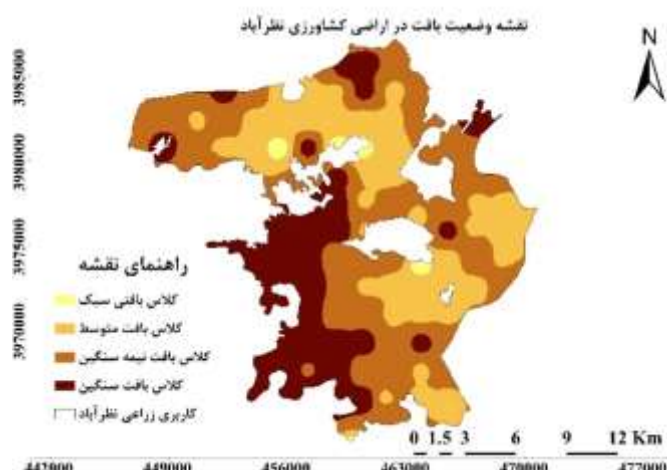 نقشه وضعیت بافت در اراضی کشاورزی نظرآباد
N
3985000
3980000
3975000
3970000
راهنمای نقشه
کلاس بافتی سبک
کلاس بافت متوسط
کلاس بافت نیمه سنگین
کلاس بافت سنگین
کاربری زراعی نظرآباد
0 1.5 3 6 9 12 Km
442000 449000 456000 463000 470000 477000